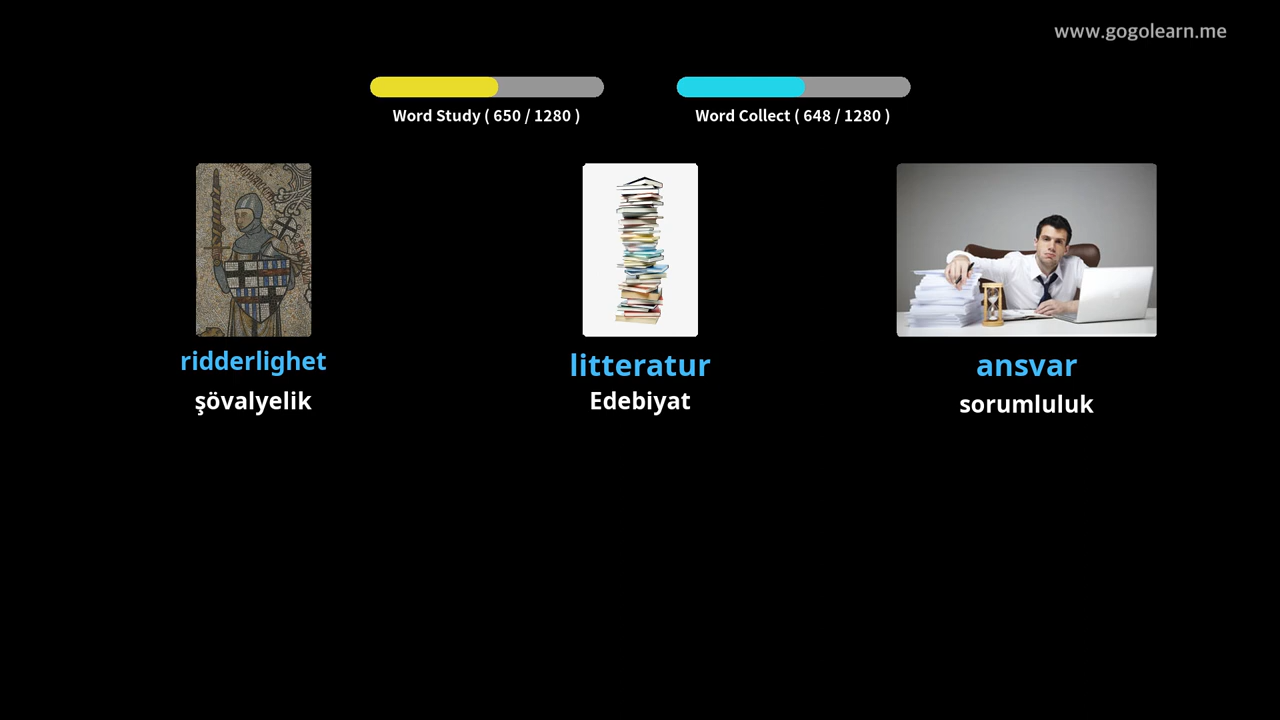 www.gogolearn.me
Word Study ( 650 / 1280 )
Word Collect ( 648 / 1280 )
ridderlighet
şövalyelik
litteratur
Edebiyat
ansvar
sorumluluk